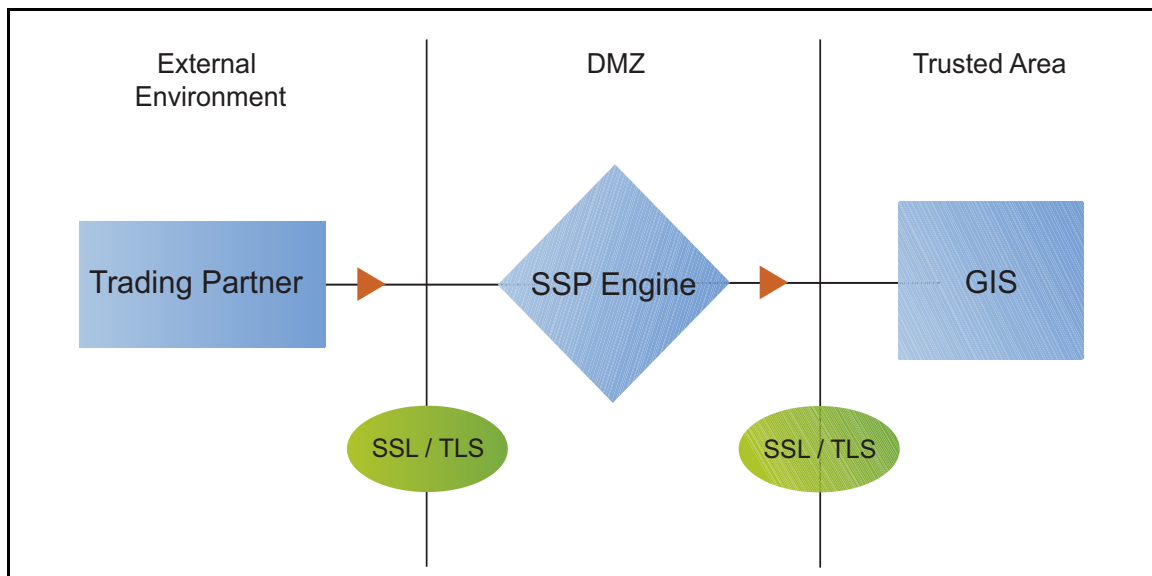 External
Environment
DMZ
Trusted Area
Trading Partner
SSP Engine
GIS
SSL / TLS
SSL / TLS